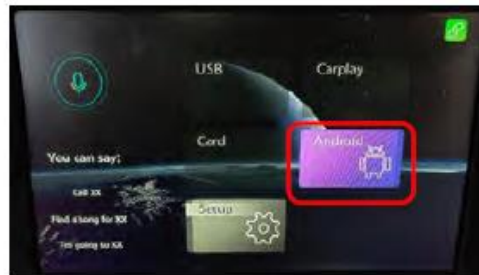 USB
Carplay
Card
Android
Setup
You can say:
Call XX
Find a song for XX
I'm going to XX